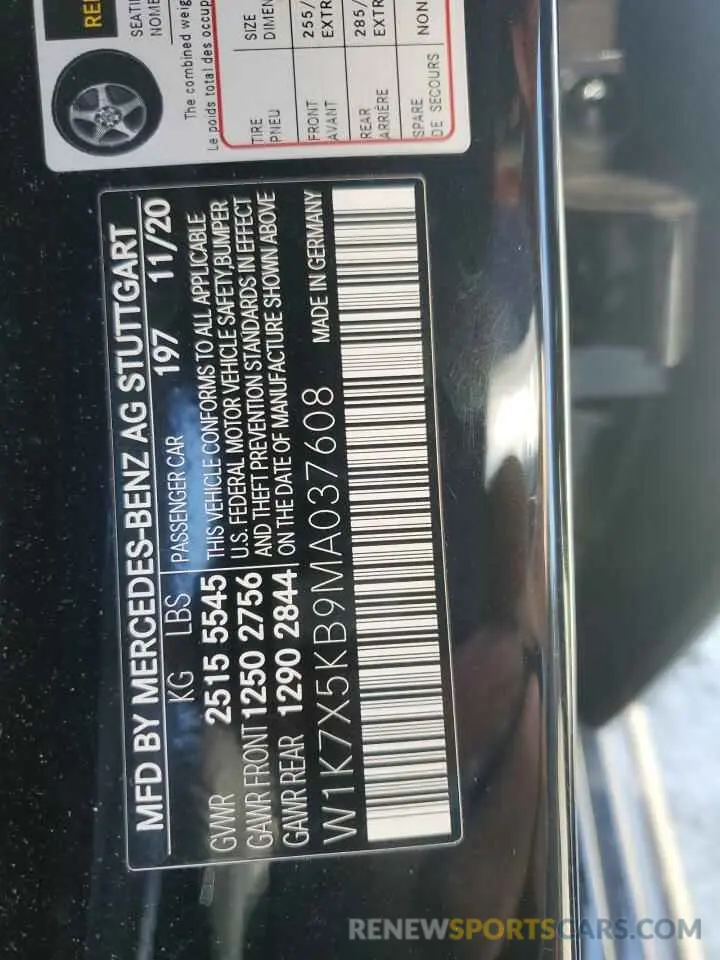 SEATI
NOMB
The combined weig
Le poids total des occup
TIRE
PNEU
SIZE
DIMEN
FRONT
AVANT
255/
EXTR
REAR
ARRIÈRE
285/
EXTR
SPARE
DE SECOURS
NON
MFD BY MERCEDES-BENZ AG STUTTGART
KG LBS PASSENGER CAR 197 11/20
GVWR 2515 5545 THIS VEHICLE CONFORMS TO ALL APPLICABLE
U.S. FEDERAL MOTOR VEHICLE SAFETY,BUMPER
GAWR FRONT 1250 2756 AND THEFT PREVENTION STANDARDS IN EFFECT
GAWR REAR 1290 2844 ON THE DATE OF MANUFACTURE SHOWN ABOVE
W1K7X5KB9MA037608 MADE IN GERMANY
RENEWSPORTSCARS.COM